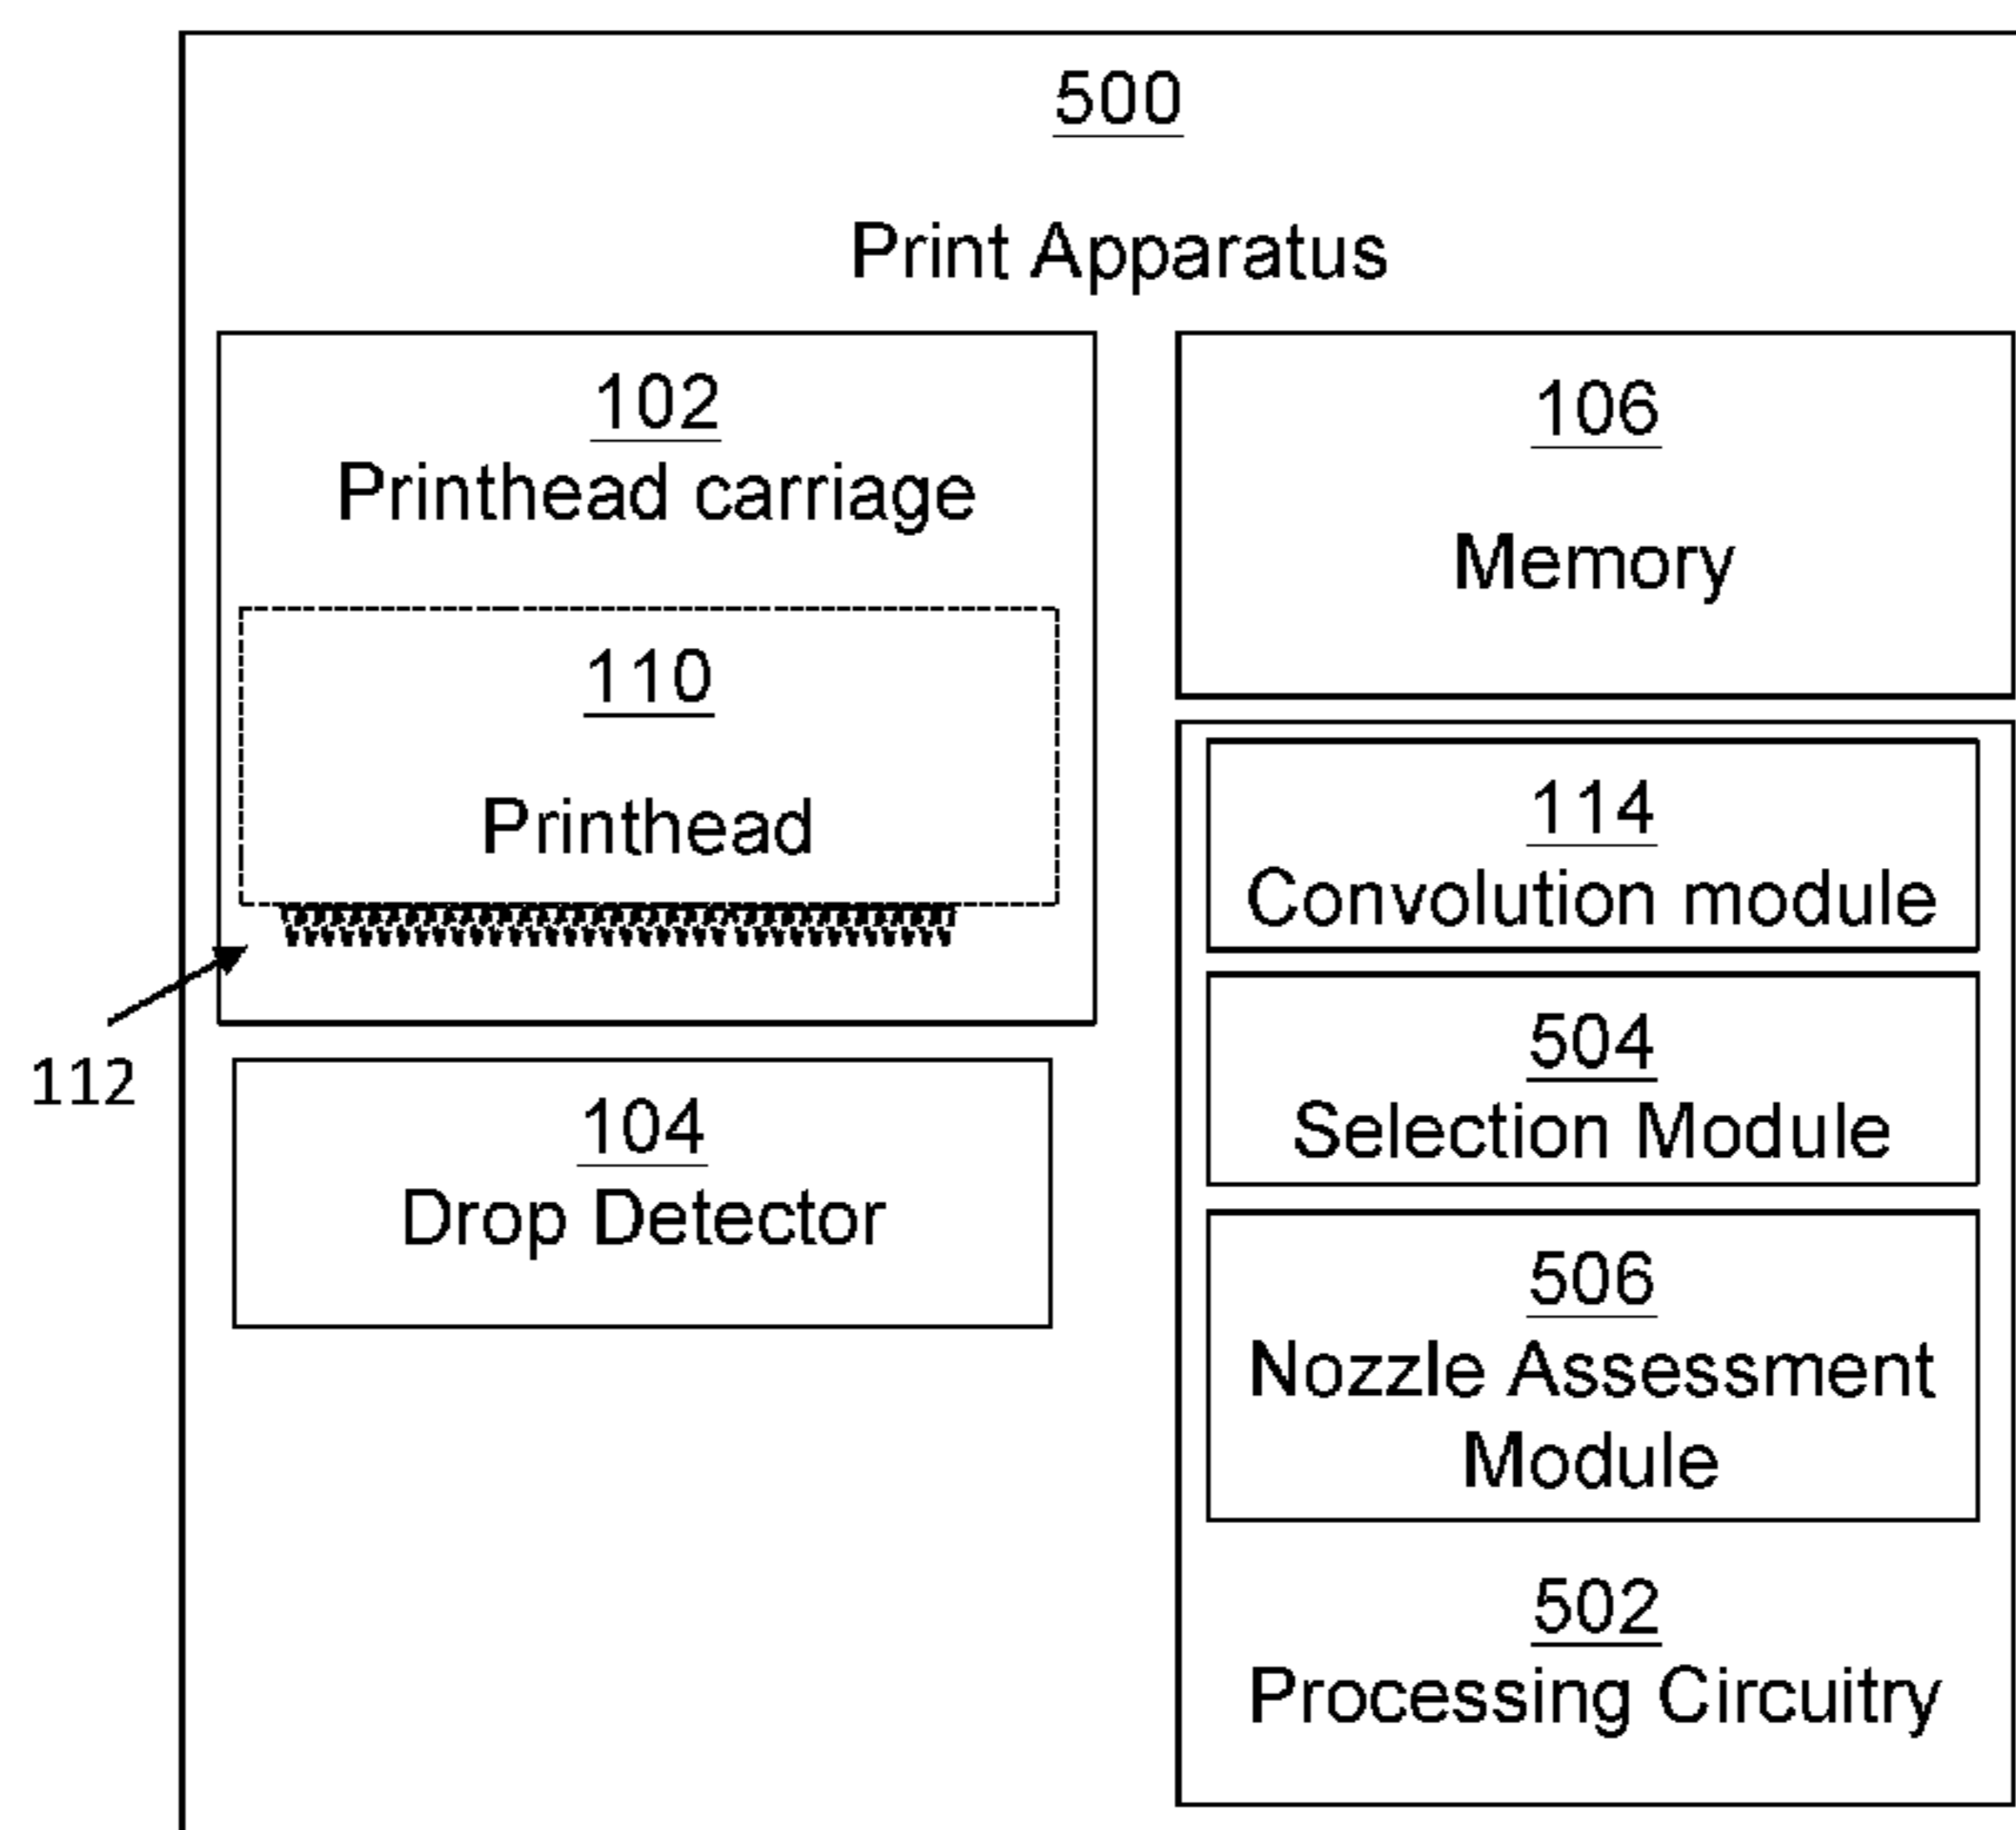 500
Print Apparatus
102
Printhead carriage
110
Printhead
112
104
Drop Detector
106
Memory
114
Convolution module
504
Selection Module
506
Nozzle Assessment
Module
502
Processing Circuitry